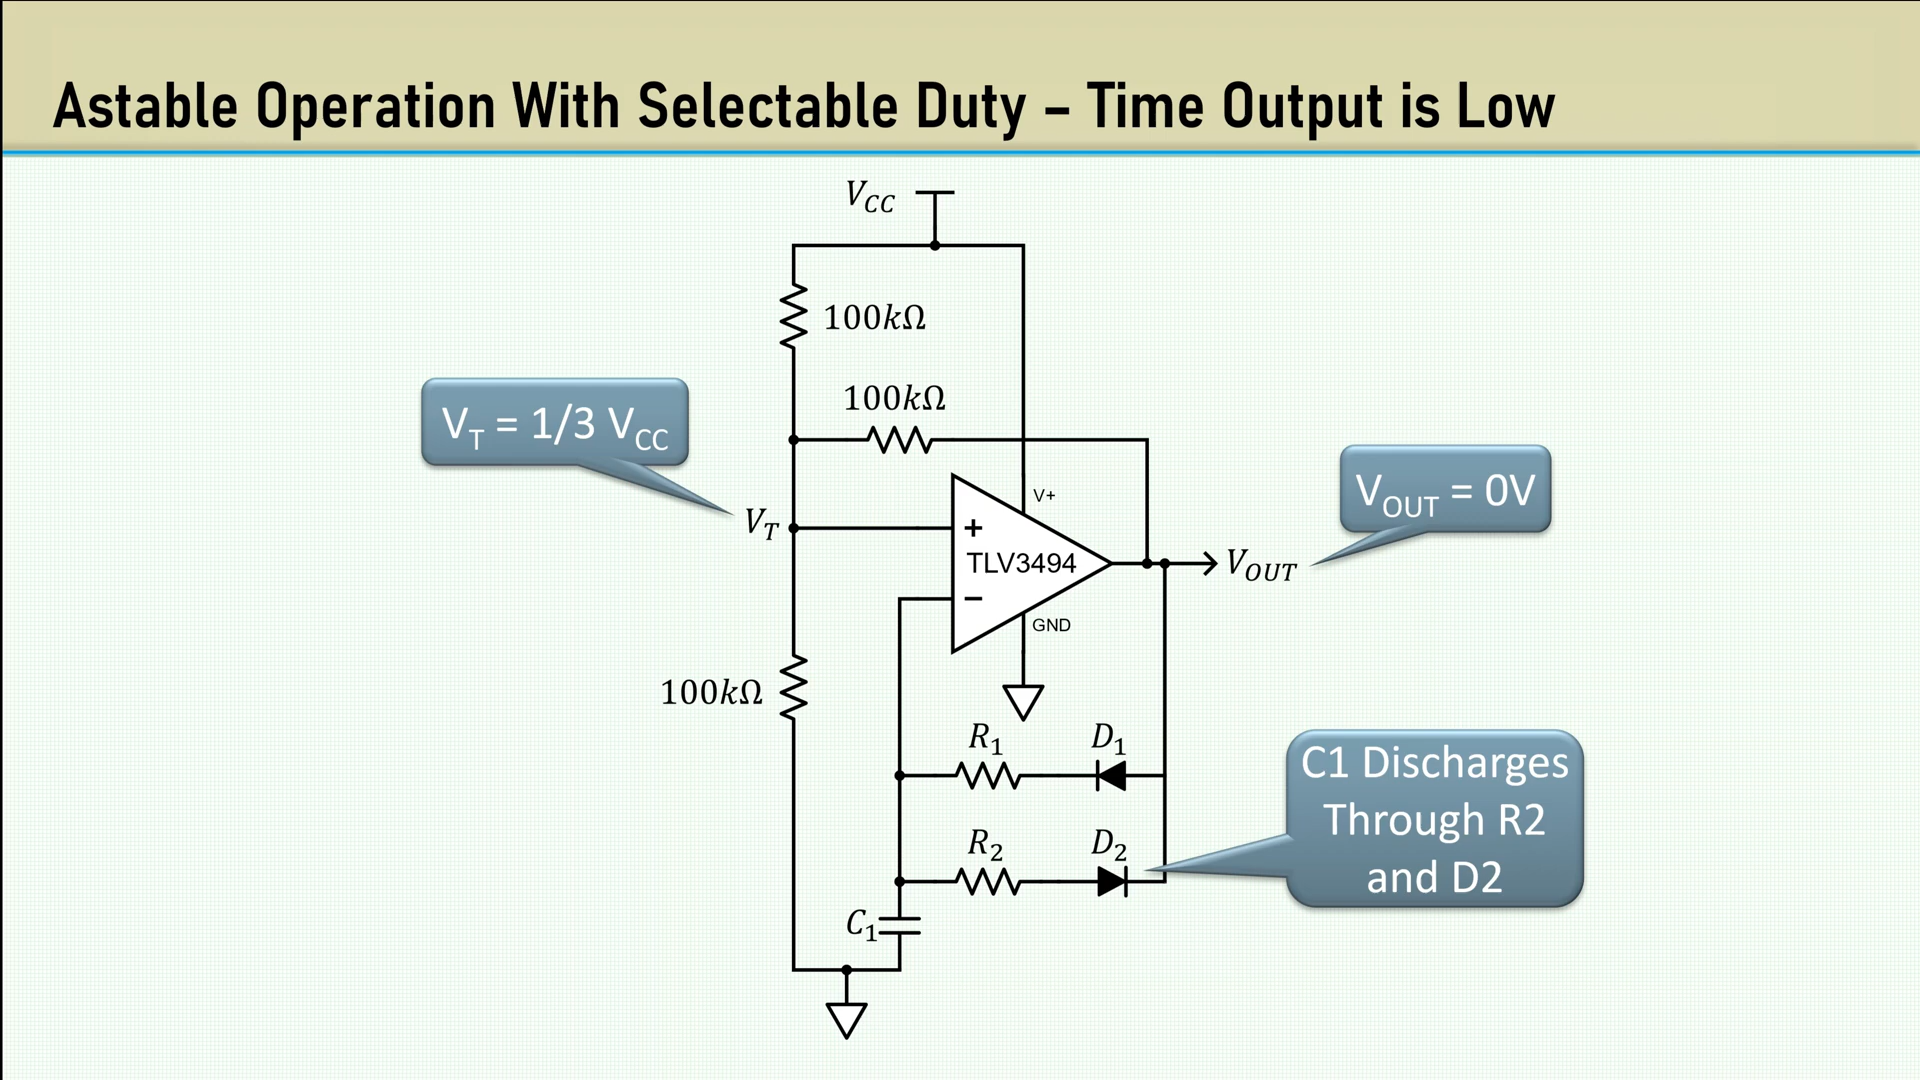 Astable Operation With Selectable Duty – Time Output is Low
V_CC
100kΩ
100kΩ
V_T = 1/3 V_CC
V_OUT = 0V
V+
V_T
+
TLV3494
V_OUT
−
GND
100kΩ
R_1
D_1
C1 Discharges
Through R2
and D2
R_2
D_2
C_1